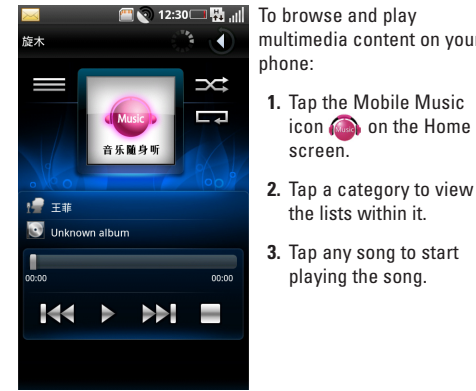 12:30
旋木
Music
音乐随身听
王菲
Unknown album
00:00
00:00
To browse and play
multimedia content on your
phone:
1. Tap the Mobile Music
icon Music on the Home
screen.
2. Tap a category to view
the lists within it.
3. Tap any song to start
playing the song.